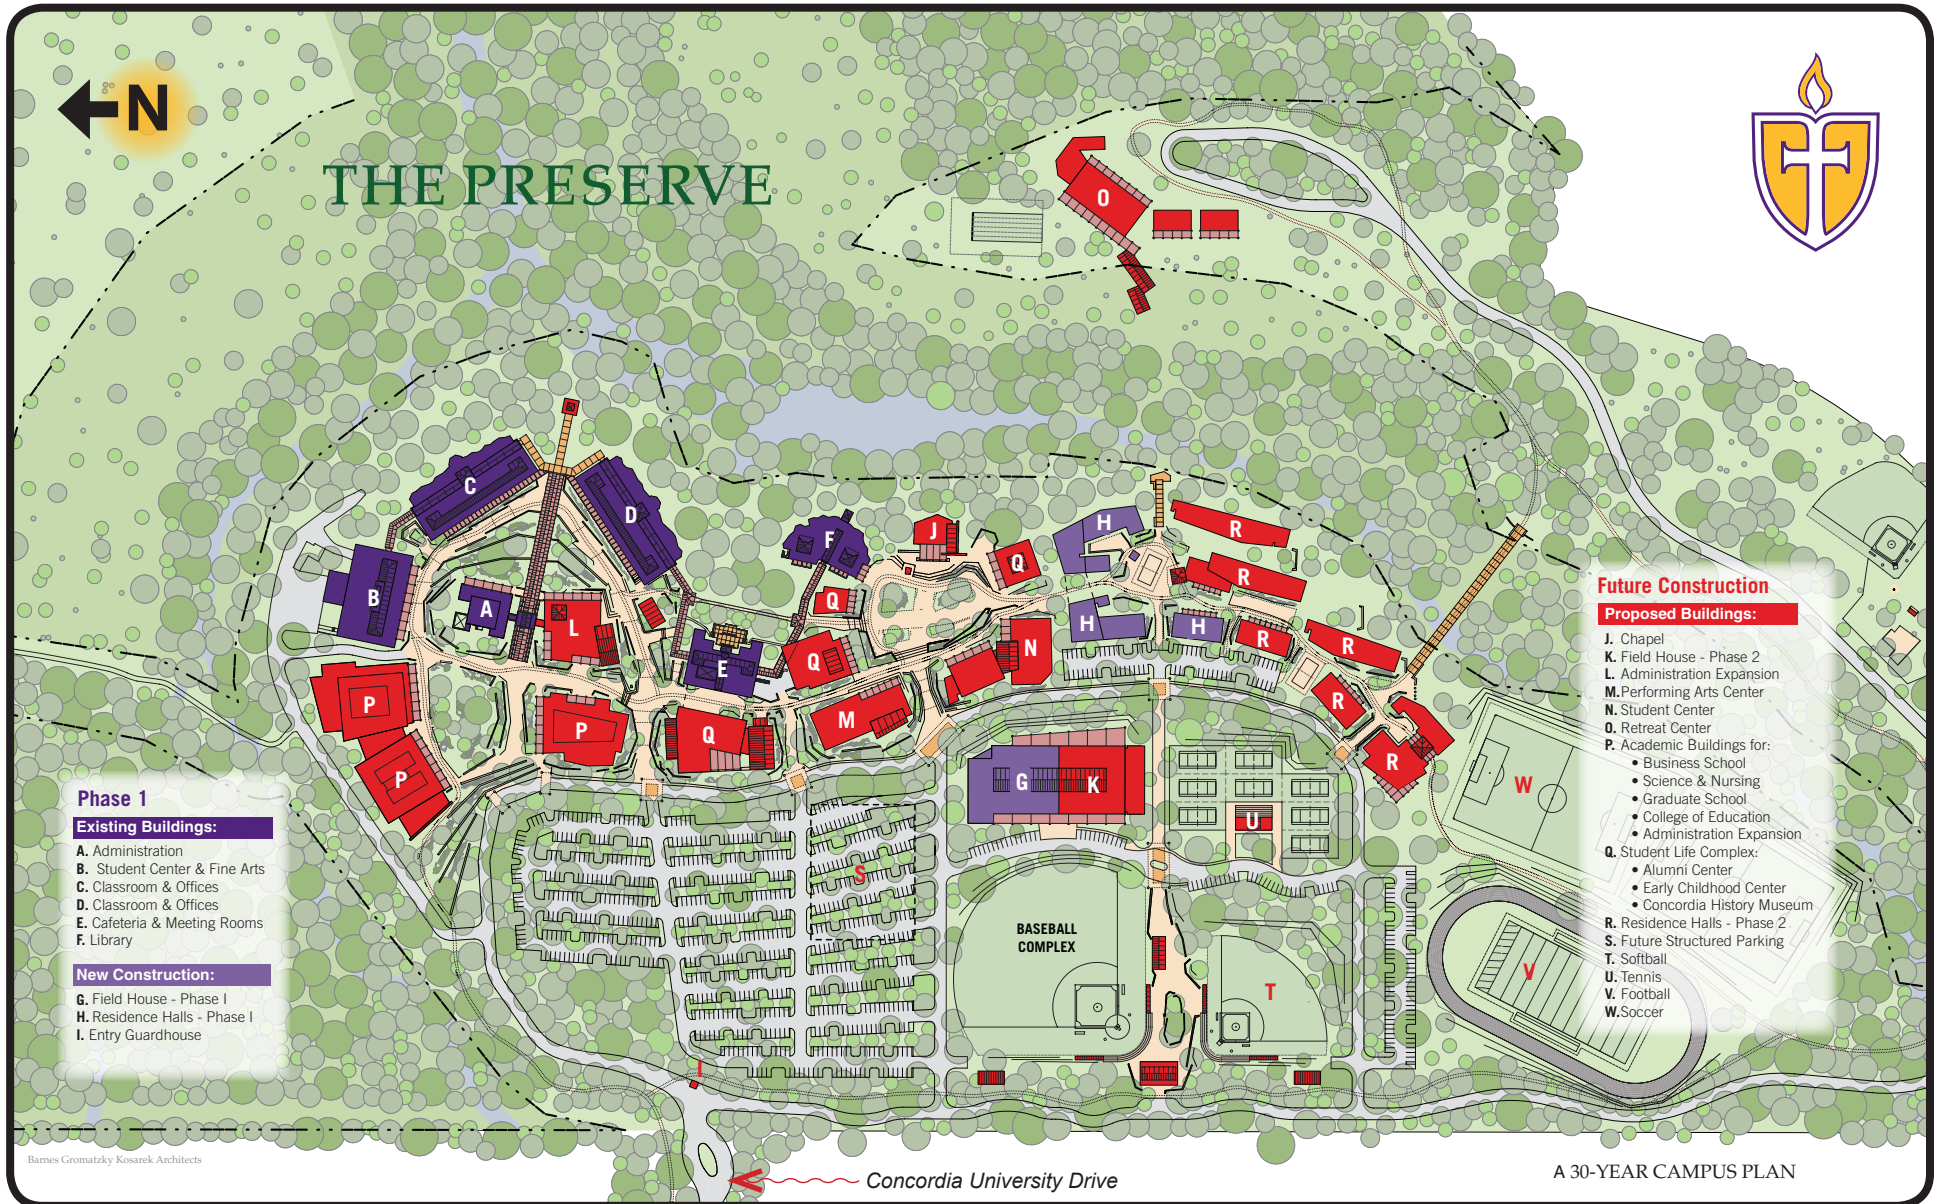 N
THE PRESERVE
O
C
D
F
J
Q
H
R
R
B
A
L
Q
H
H
R
R
E
Q
N
P
P
Q
M
R
R
P
G
K
U
W
S
BASEBALL
COMPLEX
T
V
I
Phase 1
Existing Buildings:
A. Administration
B. Student Center & Fine Arts
C. Classroom & Offices
D. Classroom & Offices
E. Cafeteria & Meeting Rooms
F. Library
New Construction:
G. Field House - Phase I
H. Residence Halls - Phase I
I. Entry Guardhouse
Future Construction
Proposed Buildings:
J. Chapel
K. Field House - Phase 2
L. Administration Expansion
M. Performing Arts Center
N. Student Center
O. Retreat Center
P. Academic Buildings for:
• Business School
• Science & Nursing
• Graduate School
• College of Education
• Administration Expansion
Q. Student Life Complex:
• Alumni Center
• Early Childhood Center
• Concordia History Museum
R. Residence Halls - Phase 2
S. Future Structured Parking
T. Softball
U. Tennis
V. Football
W. Soccer
Barnes Gromatzky Kosarek Architects
Concordia University Drive
A 30-YEAR CAMPUS PLAN